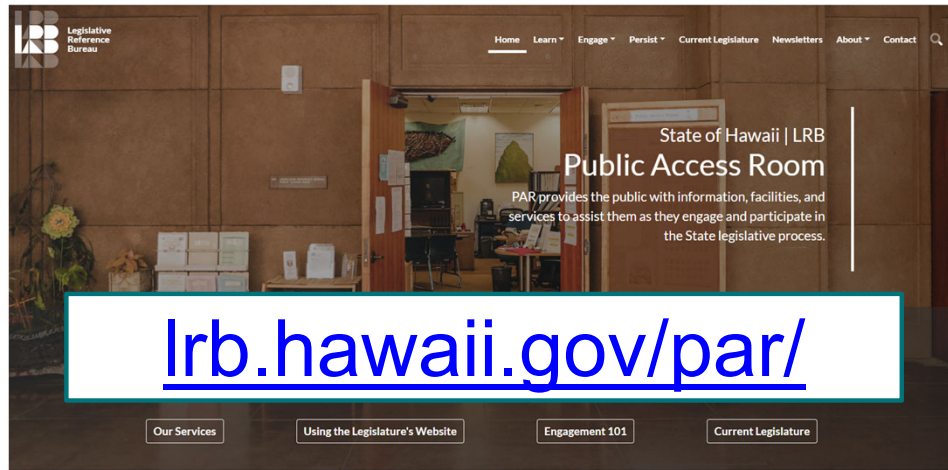 LRB
Legislative
Reference
Bureau
Home Learn Engage Persist Current Legislature Newsletters About Contact
State of Hawaii | LRB
Public Access Room
PAR provides the public with information, facilities, and
services to assist them as they engage and participate in
the State legislative process.
lrb.hawaii.gov/par/
Our Services Using the Legislature's Website Engagement 101 Current Legislature